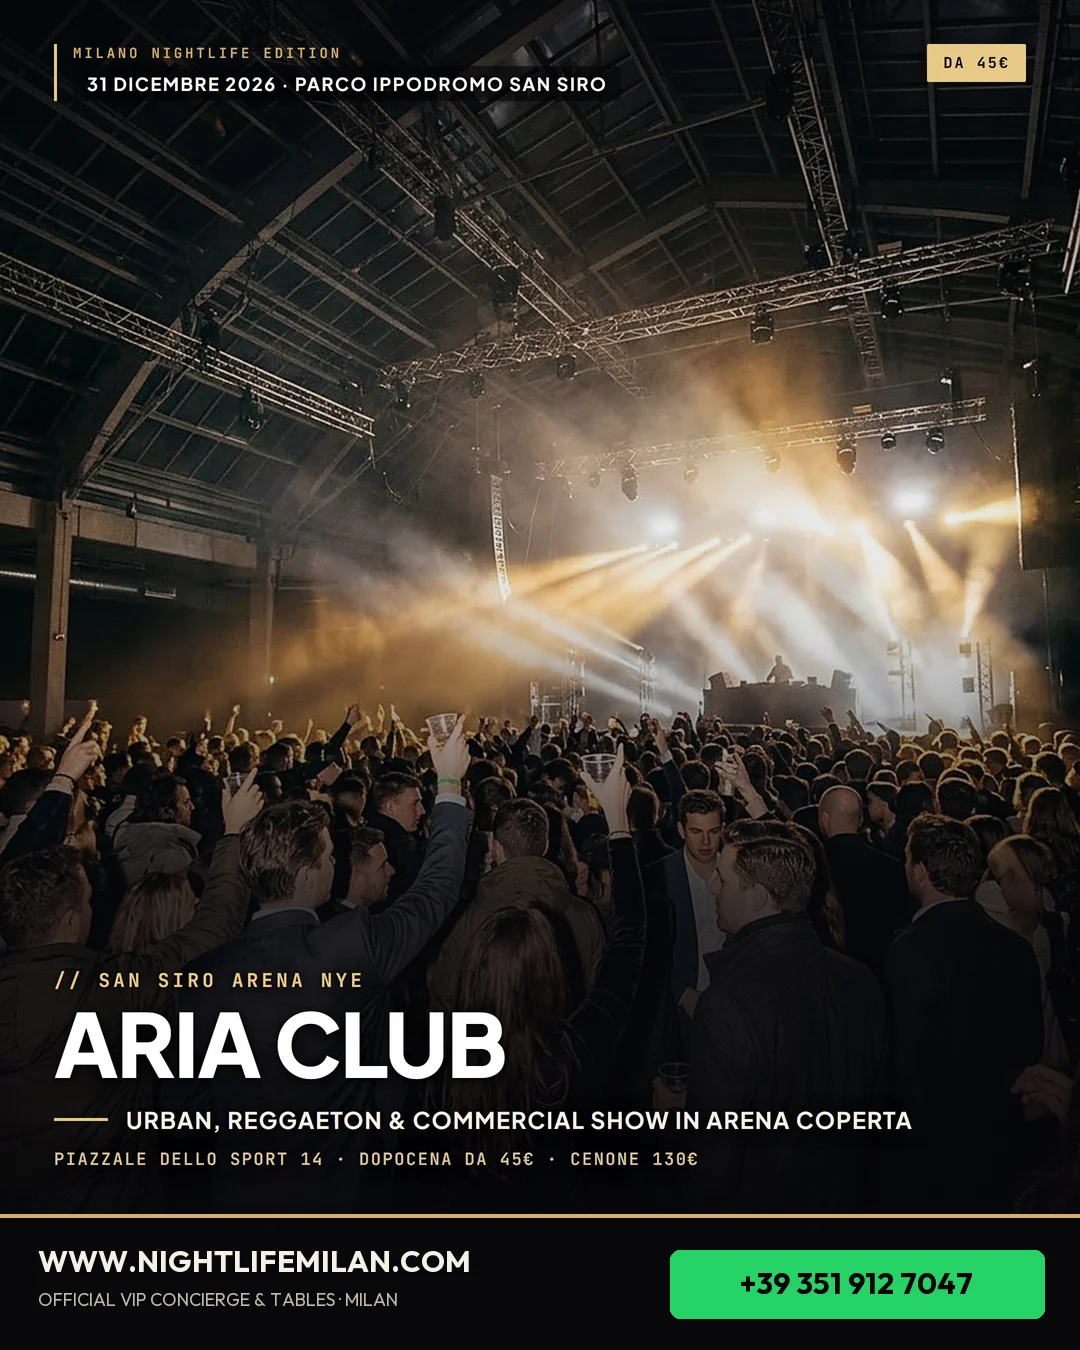 MILANO NIGHTLIFE EDITION
31 DICEMBRE 2026 · PARCO IPPODROMO SAN SIRO
DA 45€
// SAN SIRO ARENA NYE
ARIA CLUB
URBAN, REGGAETON & COMMERCIAL SHOW IN ARENA COPERTA
PIAZZALE DELLO SPORT 14 · DOPOCENA DA 45€ · CENONE 130€
WWW.NIGHTLIFEMILAN.COM
OFFICIAL VIP CONCIERGE & TABLES · MILAN
+39 351 912 7047